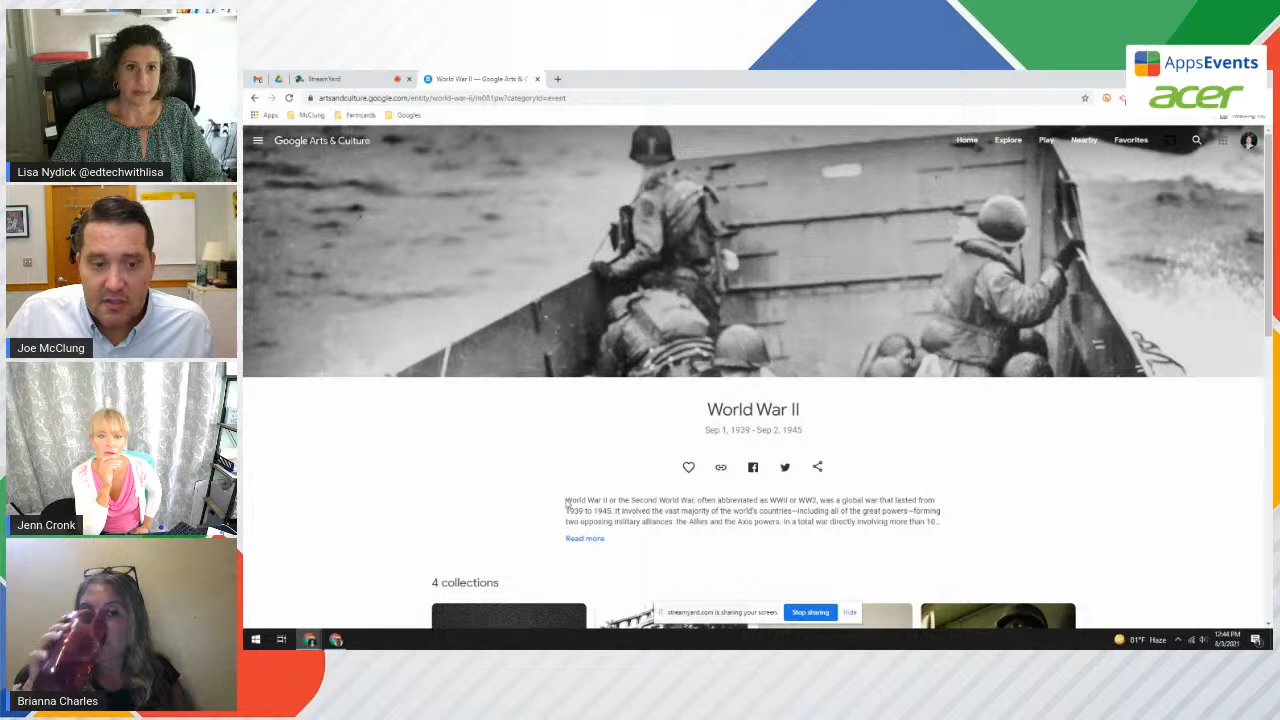 Lisa Nydick @edtechwithlisa
Joe McClung
Jenn Cronk
Brianna Charles
AppsEvents
acer
StreamYard
World War II — Google Arts & C
artsandculture.google.com/entity/world-war-ii/m081pw?categoryId=event
Apps McClung Farmcards Googles
Google Arts & Culture
Home Explore Play Nearby Favorites
World War II
Sep 1, 1939 - Sep 2, 1945
World War II or the Second World War, often abbreviated as WWII or WW2, was a global war that lasted from
1939 to 1945. It involved the vast majority of the world's countries—including all of the great powers—forming
two opposing military alliances: the Allies and the Axis powers. In a total war directly involving more than 10...
Read more
4 collections
streamyard.com is sharing your screen. Stop sharing Hide
81°F Haze
12:44 PM
8/3/2021